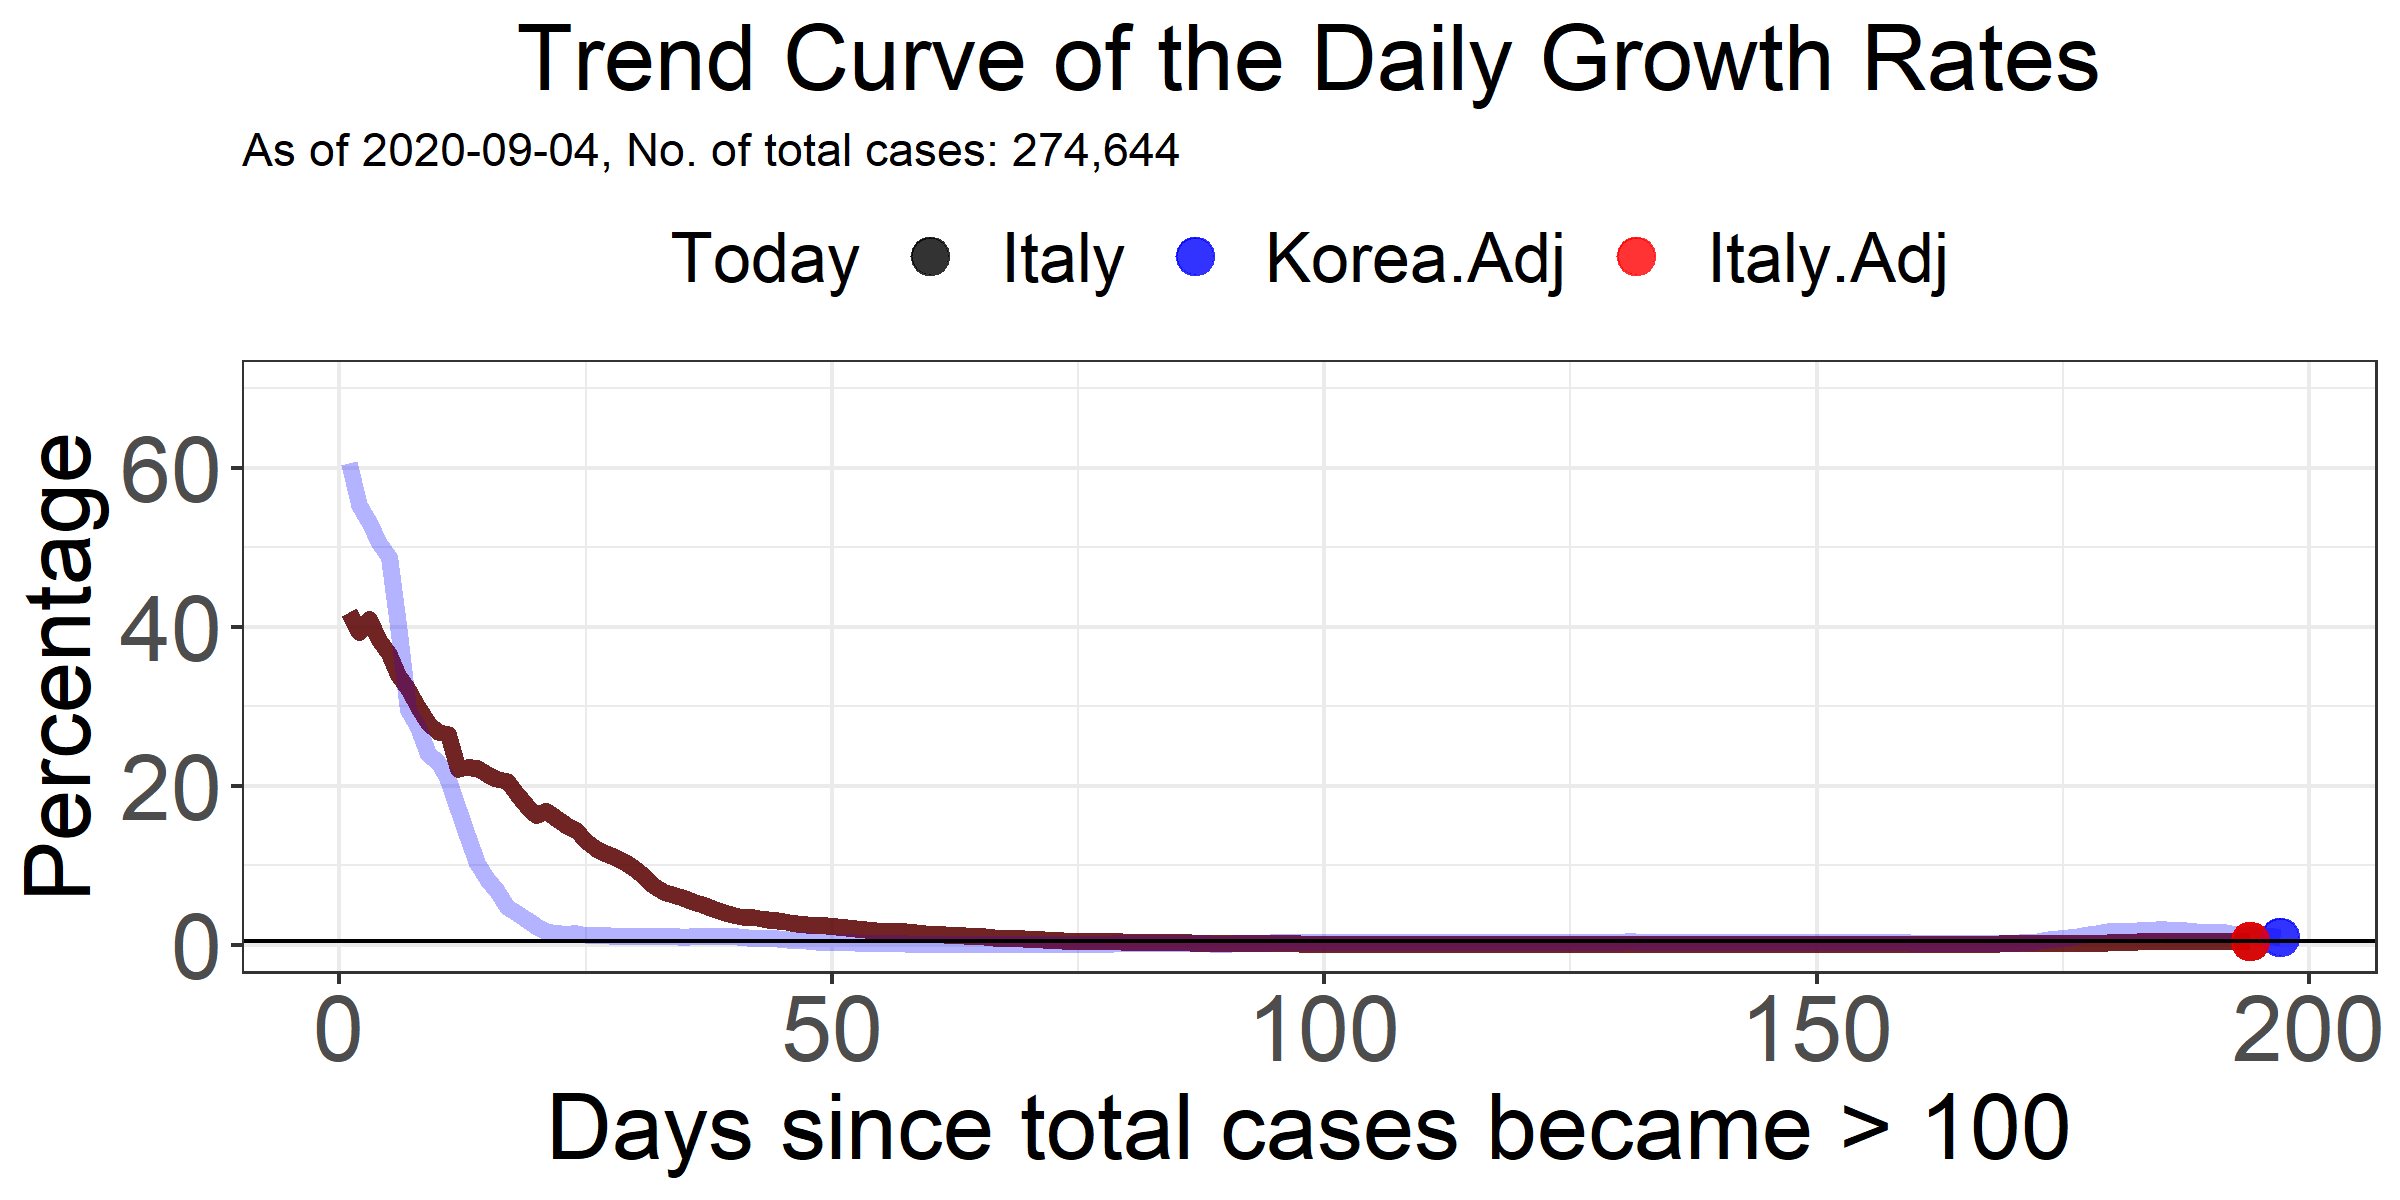 Trend Curve of the Daily Growth Rates
As of 2020-09-04, No. of total cases: 274,644
Today Italy Korea.Adj Italy.Adj
Percentage
60
40
20
0
0 50 100 150 200
Days since total cases became > 100